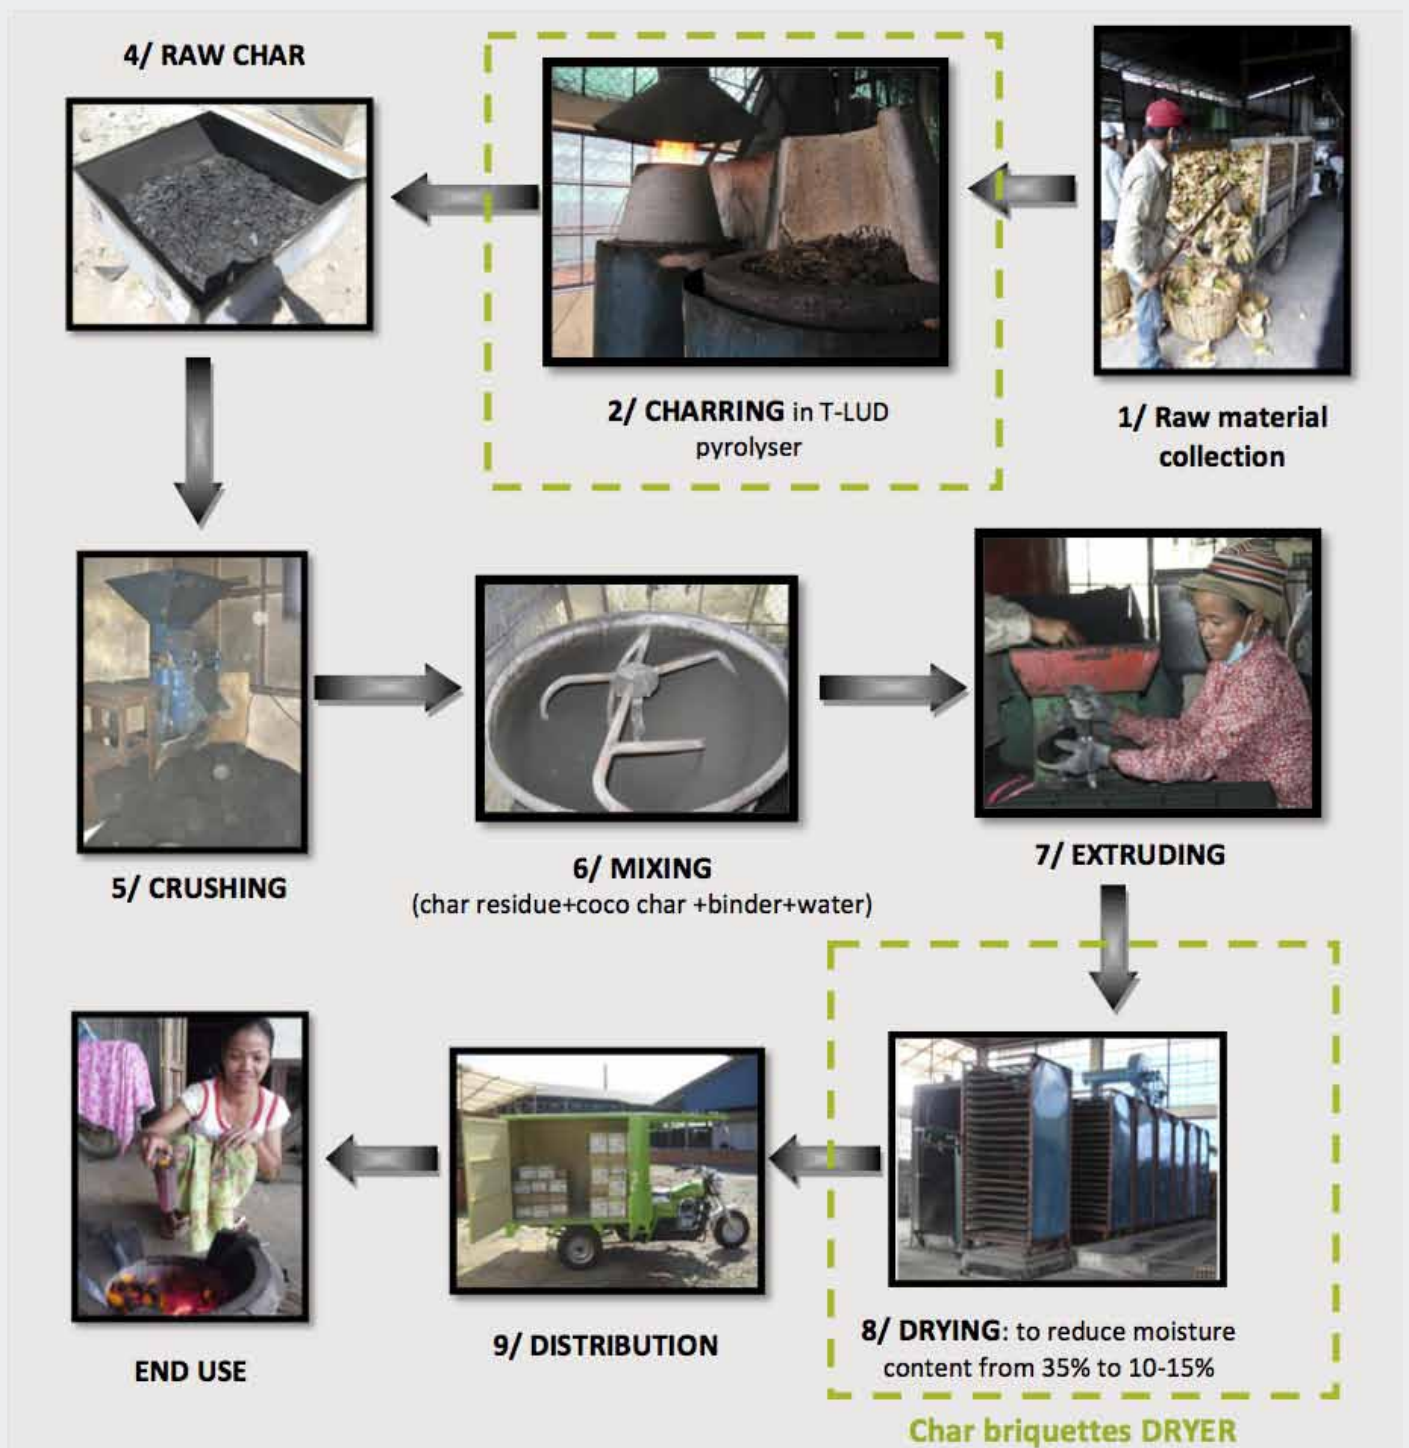 4/ RAW CHAR
2/ CHARRING in T-LUD
pyrolyser
1/ Raw material
collection
5/ CRUSHING
6/ MIXING
(char residue+coco char +binder+water)
7/ EXTRUDING
END USE
9/ DISTRIBUTION
8/ DRYING: to reduce moisture
content from 35% to 10-15%
Char briquettes DRYER